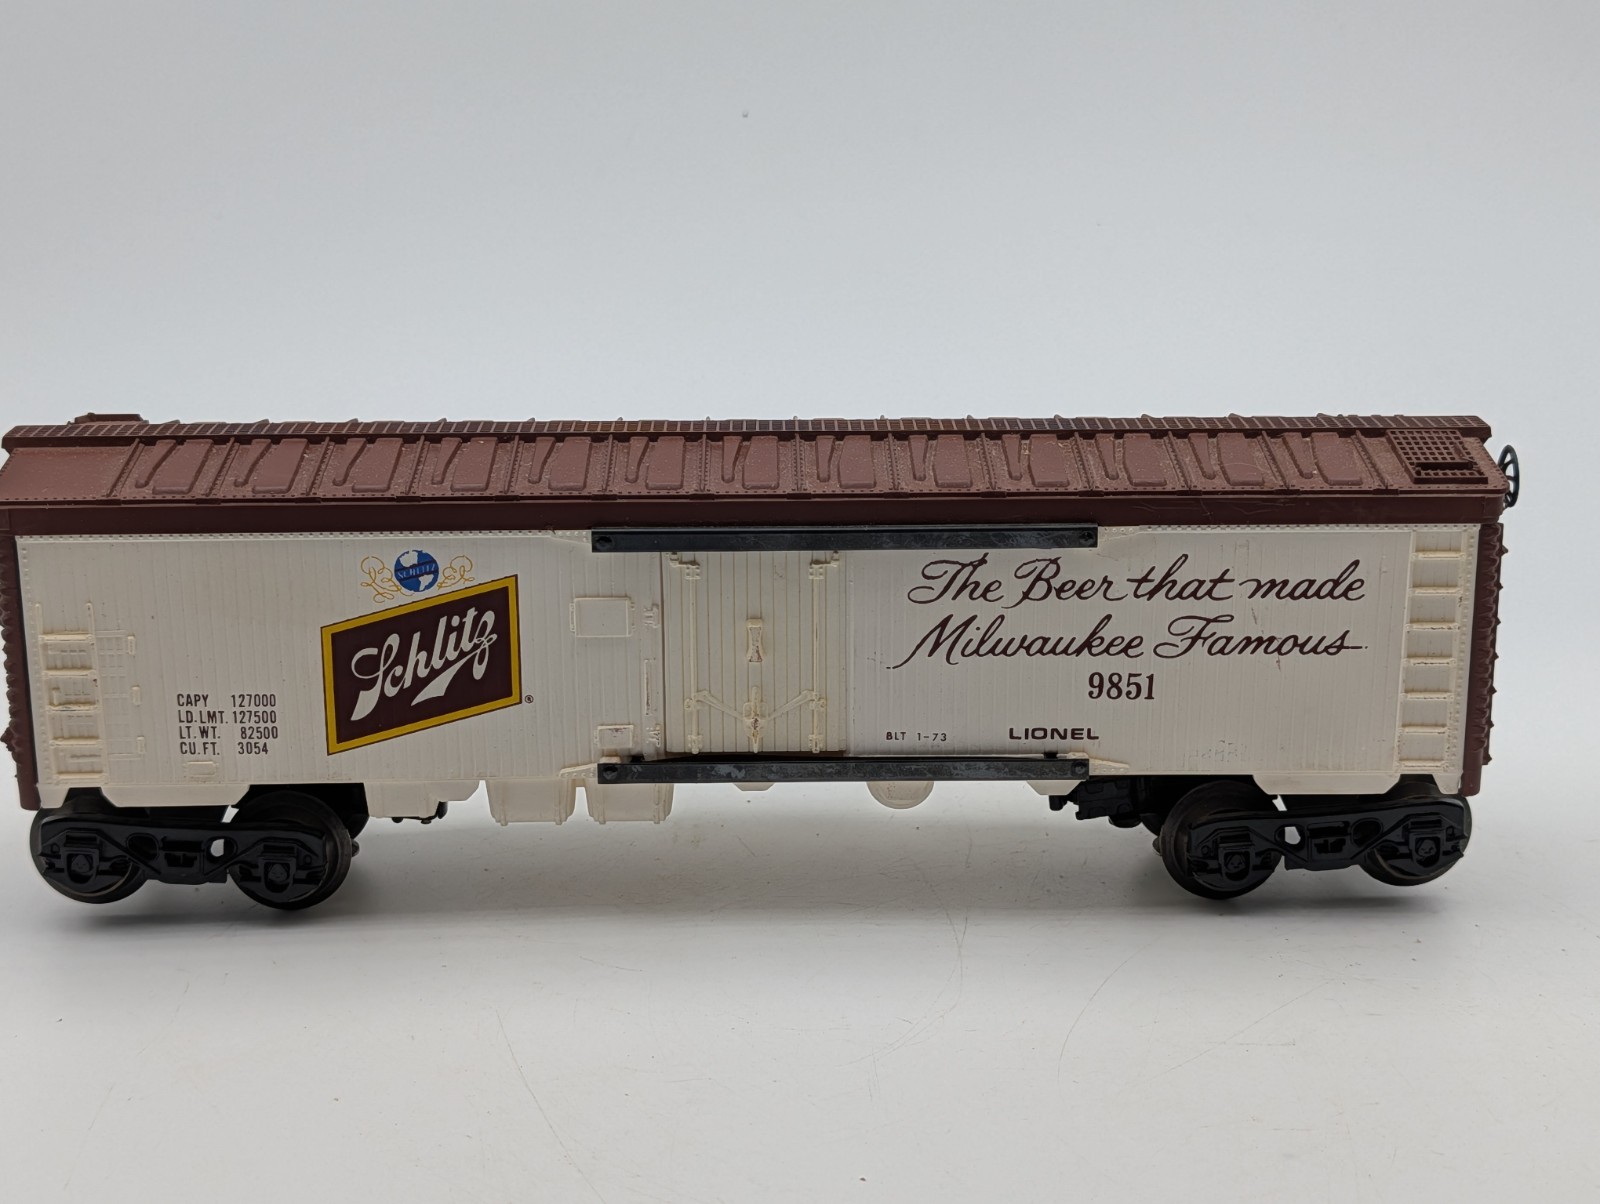 SCHLITZ
Schlitz
®
CAPY 127000
LD.LMT. 127500
LT.WT. 82500
CU.FT. 3054
The Beer that made
Milwaukee Famous
9851
BLT 1-73 LIONEL